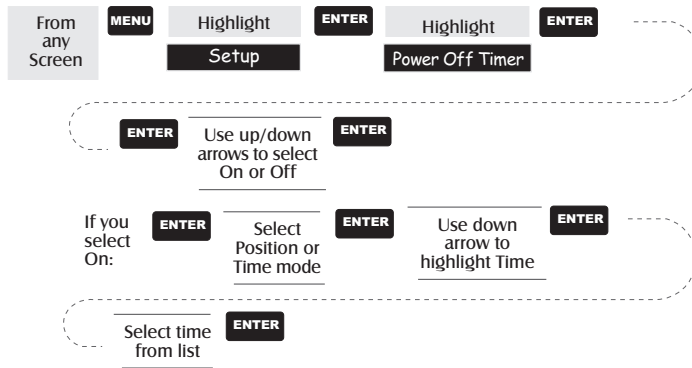 From
any
Screen
MENU
Highlight
Setup
ENTER
Highlight
Power Off Timer
ENTER
ENTER
Use up/down
arrows to select
On or Off
ENTER
If you
select
On:
ENTER
Select
Position or
Time mode
ENTER
Use down
arrow to
highlight Time
ENTER
Select time
from list
ENTER